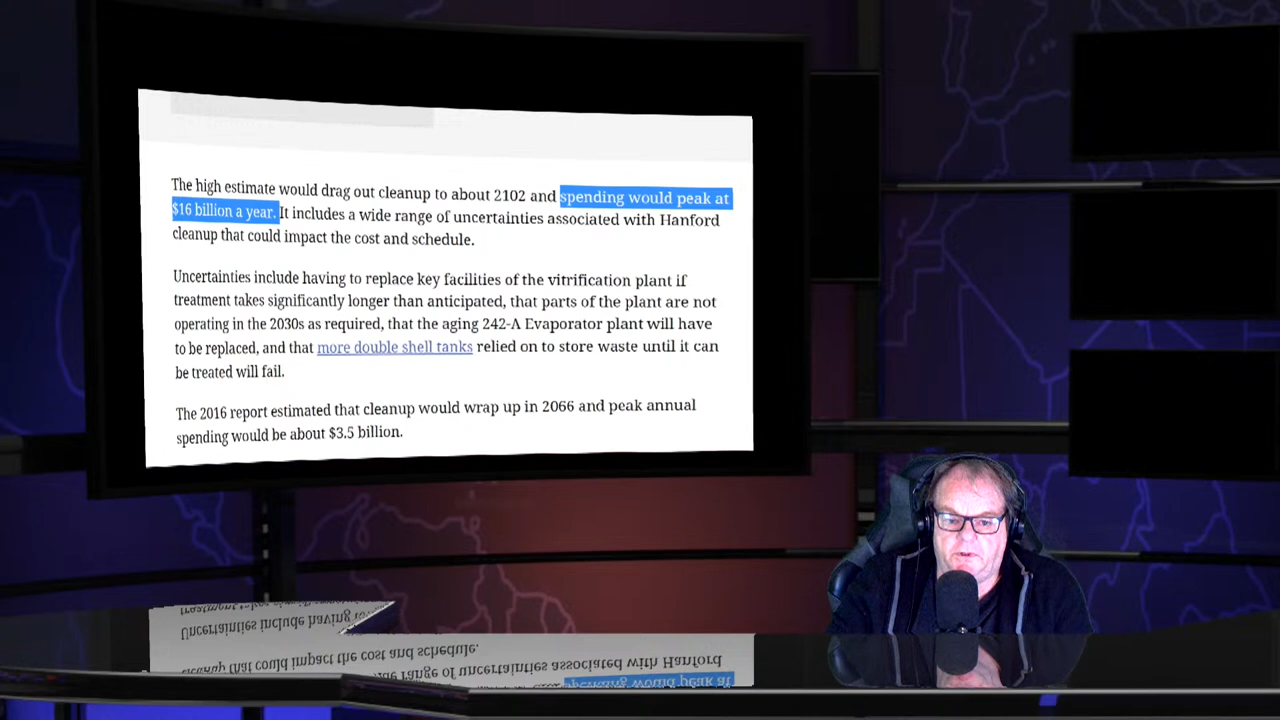 The high estimate would drag out cleanup to about 2102 and spending would peak at
$16 billion a year. It includes a wide range of uncertainties associated with Hanford
cleanup that could impact the cost and schedule.
Uncertainties include having to replace key facilities of the vitrification plant if
treatment takes significantly longer than anticipated, that parts of the plant are not
operating in the 2030s as required, that the aging 242-A Evaporator plant will have
to be replaced, and that more double shell tanks relied on to store waste until it can
be treated will fail.
The 2016 report estimated that cleanup would wrap up in 2066 and peak annual
spending would be about $3.5 billion.